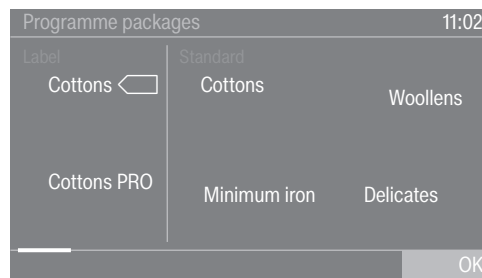 Programme packages 11:02
Label Standard
Cottons Cottons Woollens
Cottons PRO Minimum iron Delicates
OK